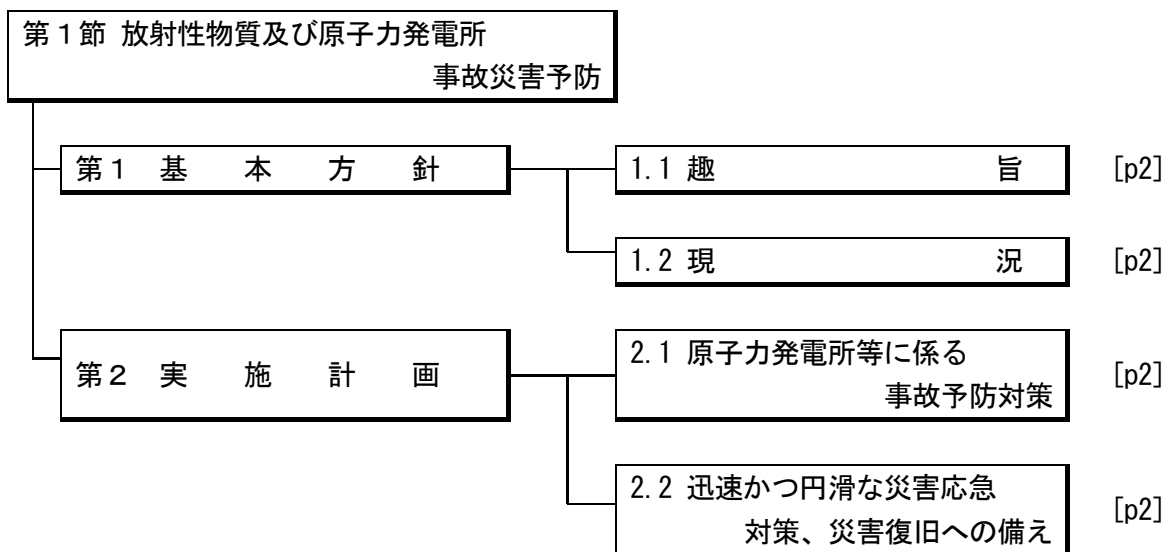 第１節 放射性物質及び原子力発電所
事故災害予防
第１ 基本方針
1.1 趣旨
[p2]
1.2 現況
[p2]
第２ 実施計画
2.1 原子力発電所等に係る
事故予防対策
[p2]
2.2 迅速かつ円滑な災害応急
対策、災害復旧への備え
[p2]